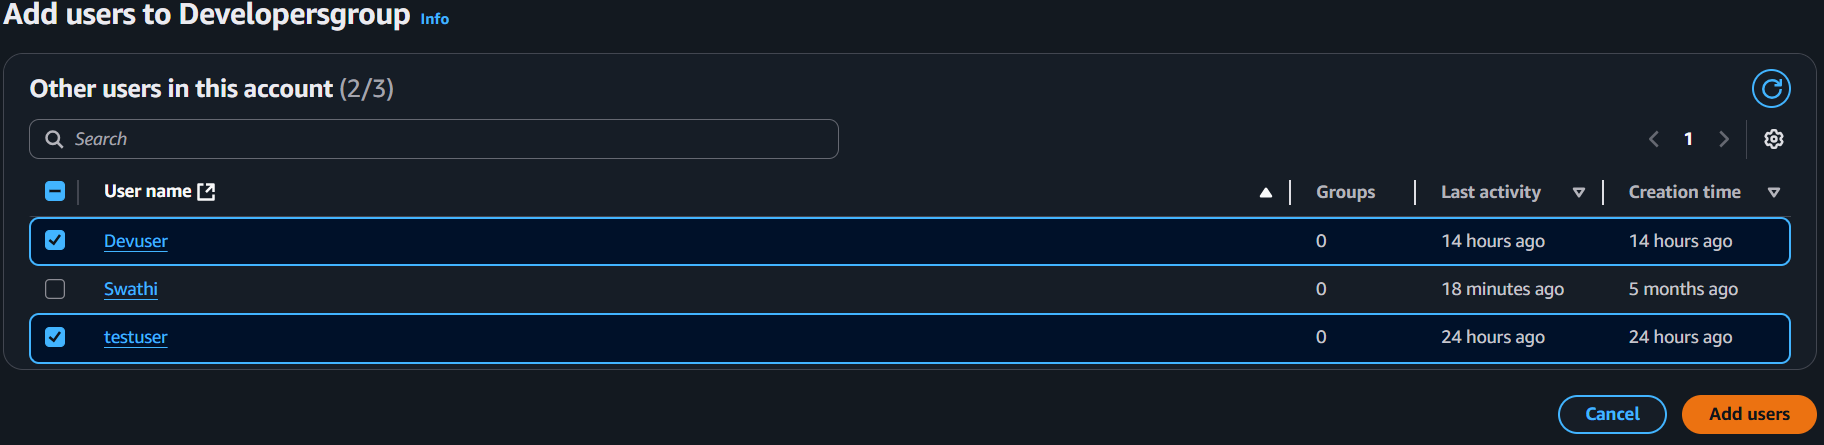 Add users to Developersgroup Info
Other users in this account (2/3)
Search
1
User name Groups Last activity Creation time
Devuser 0 14 hours ago 14 hours ago
Swathi 0 18 minutes ago 5 months ago
testuser 0 24 hours ago 24 hours ago
Cancel Add users